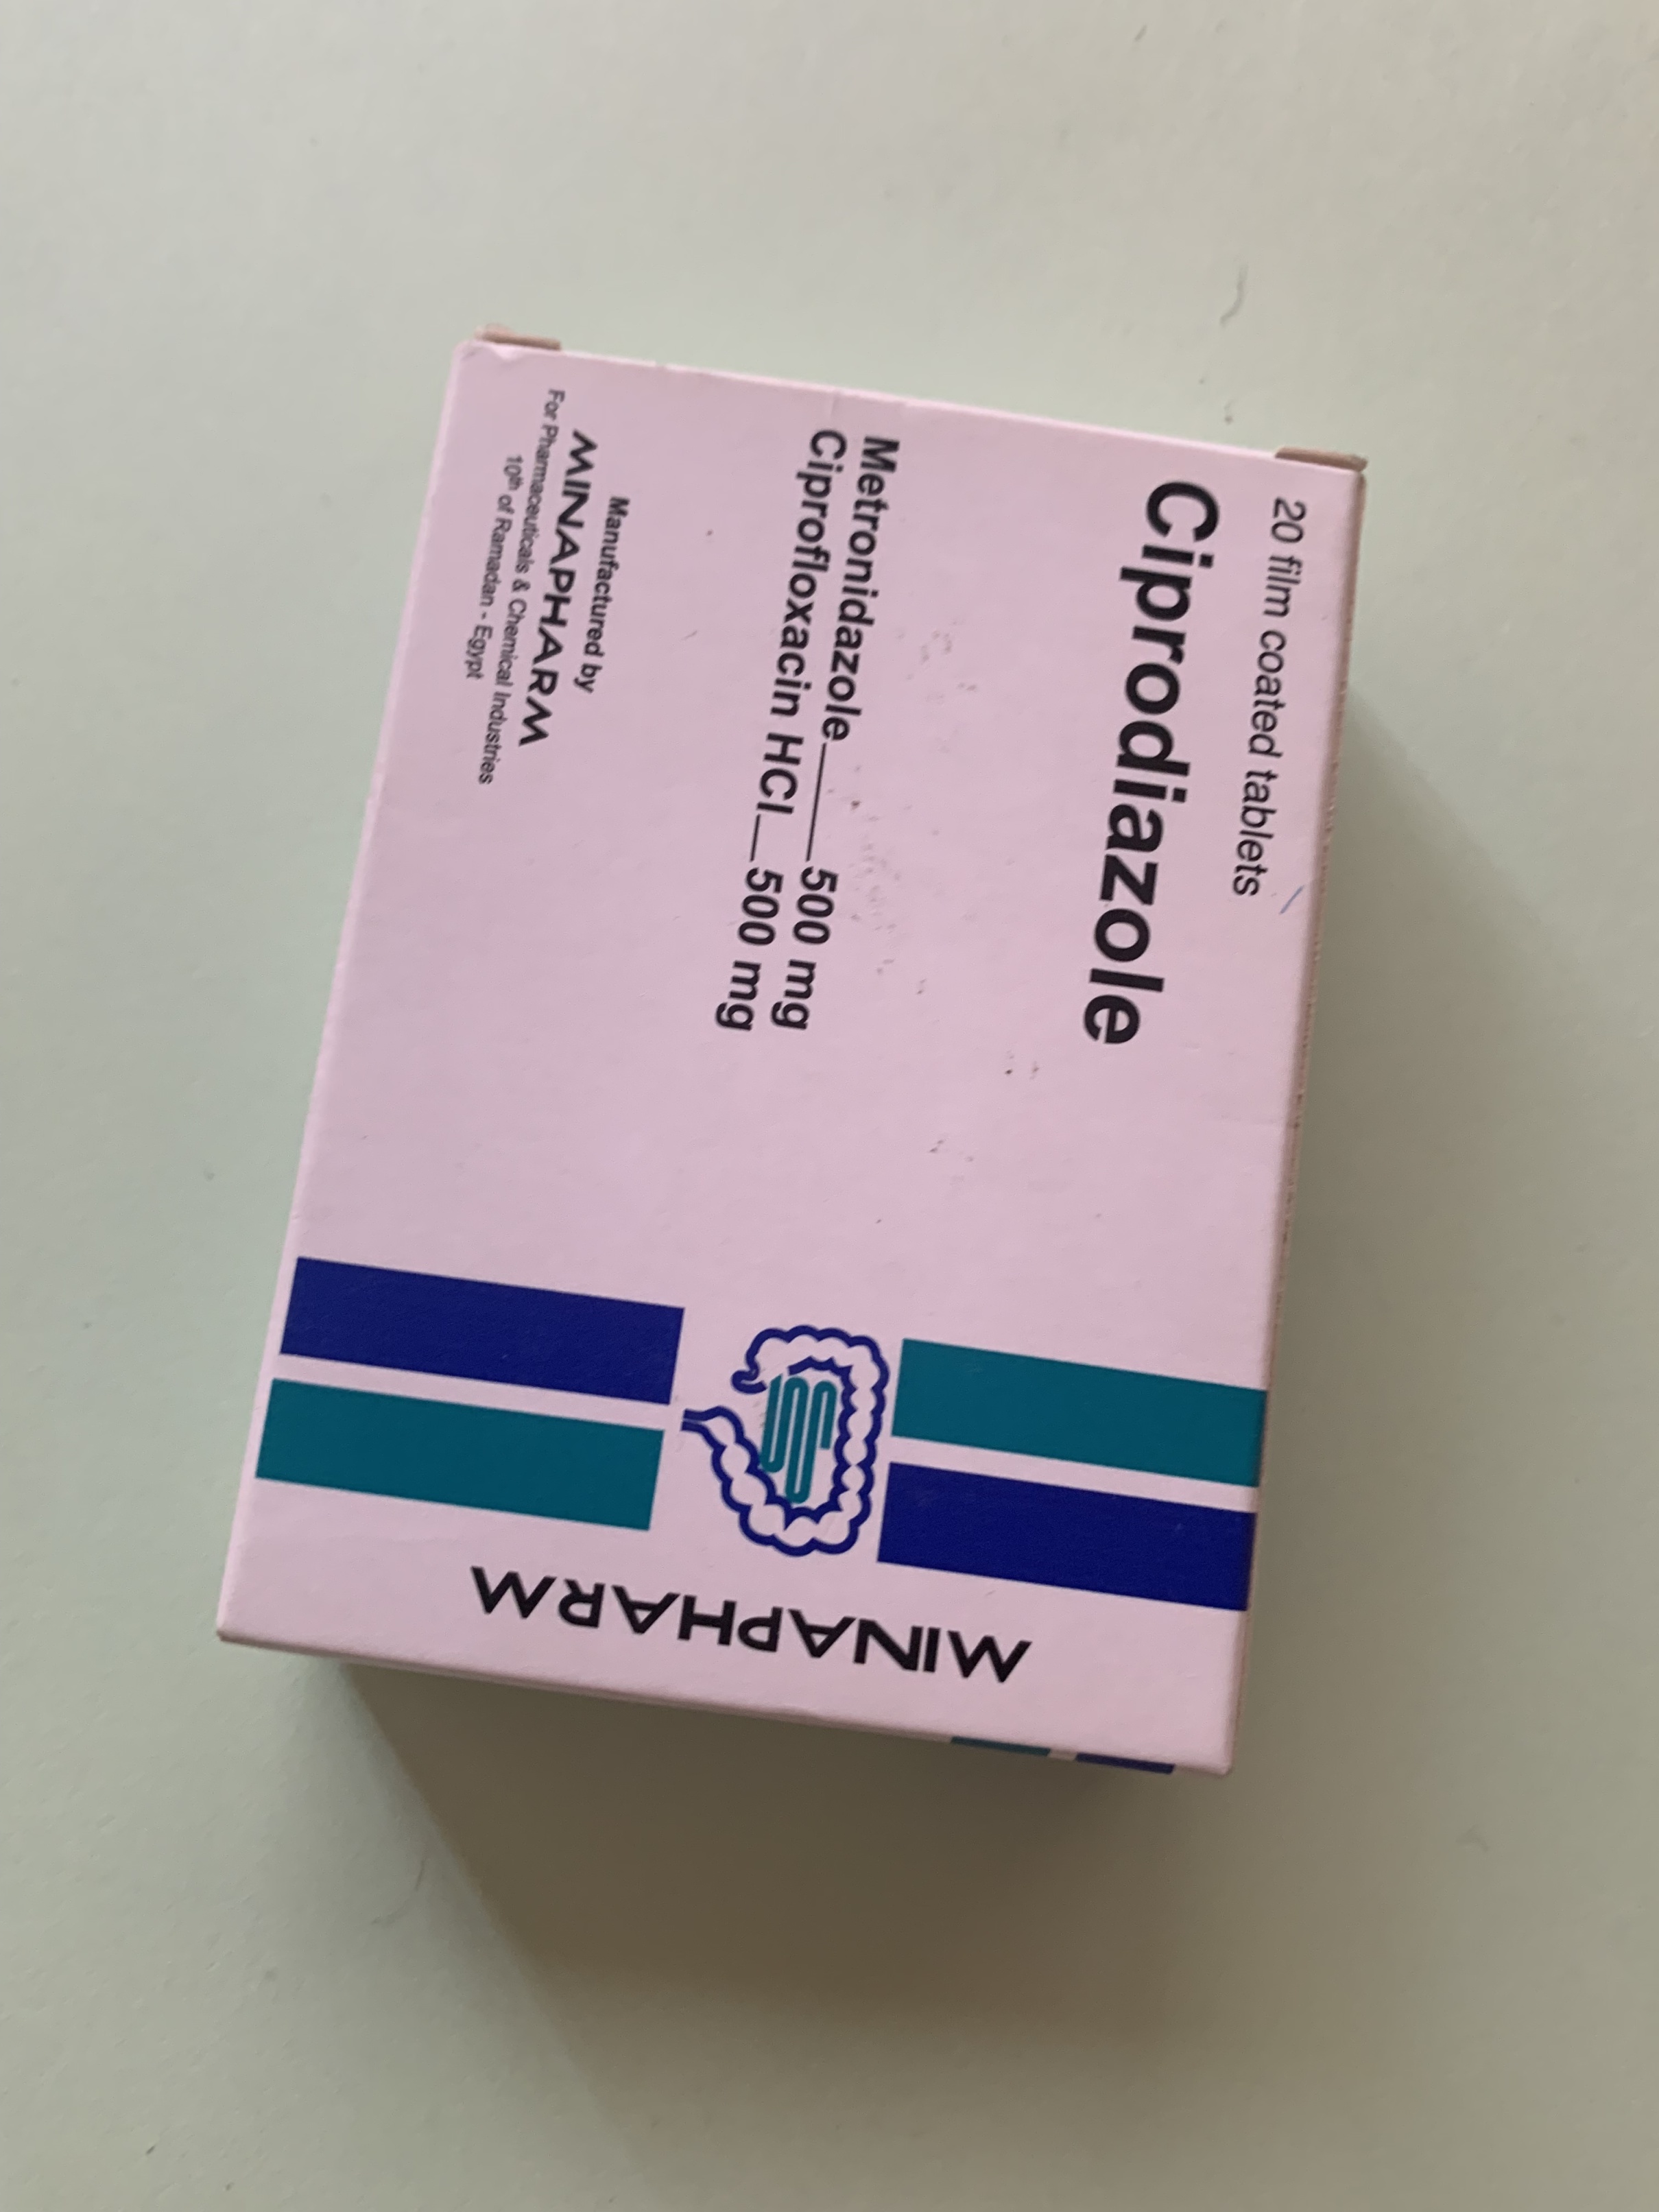 20 film coated tablets
Ciprodiazole
Metronidazole____500 mg
Ciprofloxacin HCl__500 mg
Manufactured by
MINAPHARM
For Pharmaceuticals & Chemical Industries
10th of Ramadan - Egypt
MINAPHARM